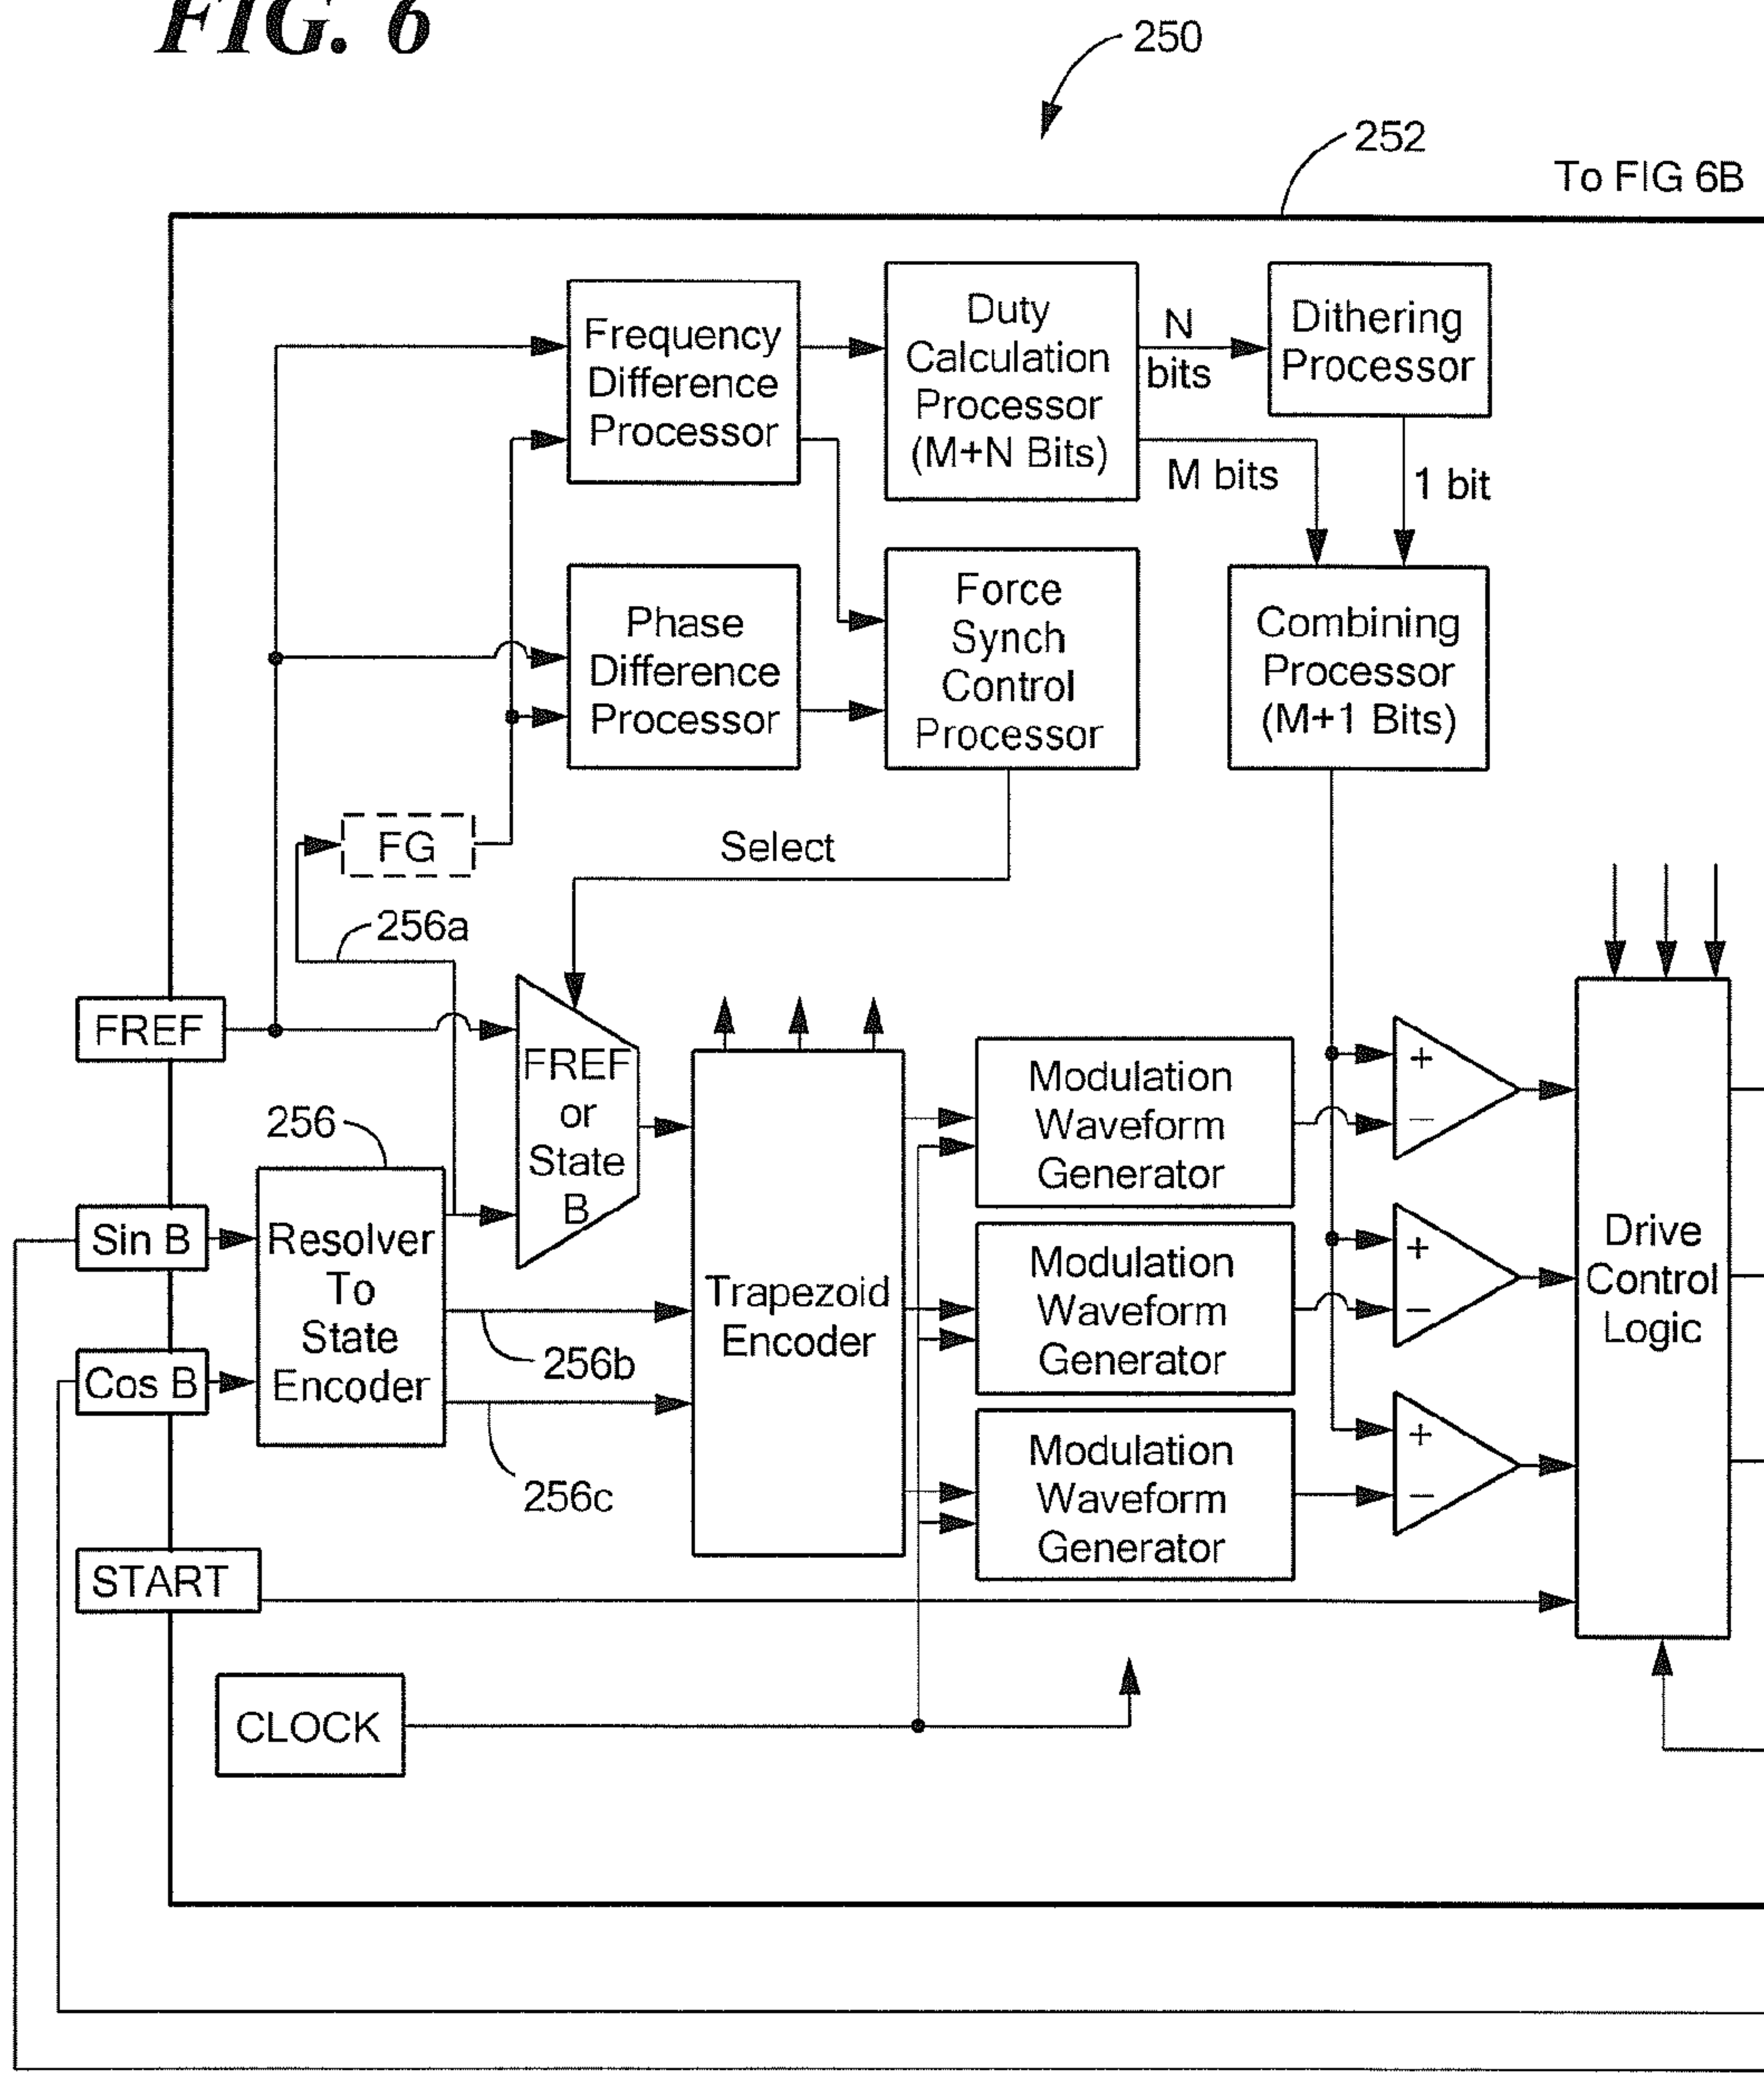 FIG. 6
250
252
To FIG 6B
Frequency
Difference
Processor
Duty
Calculation
Processor
(M+N Bits)
N
bits
M bits
Dithering
Processor
1 bit
Phase
Difference
Processor
Force
Synch
Control
Processor
Combining
Processor
(M+1 Bits)
FG
Select
256a
FREF
FREF
or
State
B
256
Sin B
Cos B
Resolver
To
State
Encoder
256b
256c
Trapezoid
Encoder
Modulation
Waveform
Generator
Modulation
Waveform
Generator
Modulation
Waveform
Generator
+
−
+
−
+
−
Drive
Control
Logic
START
CLOCK